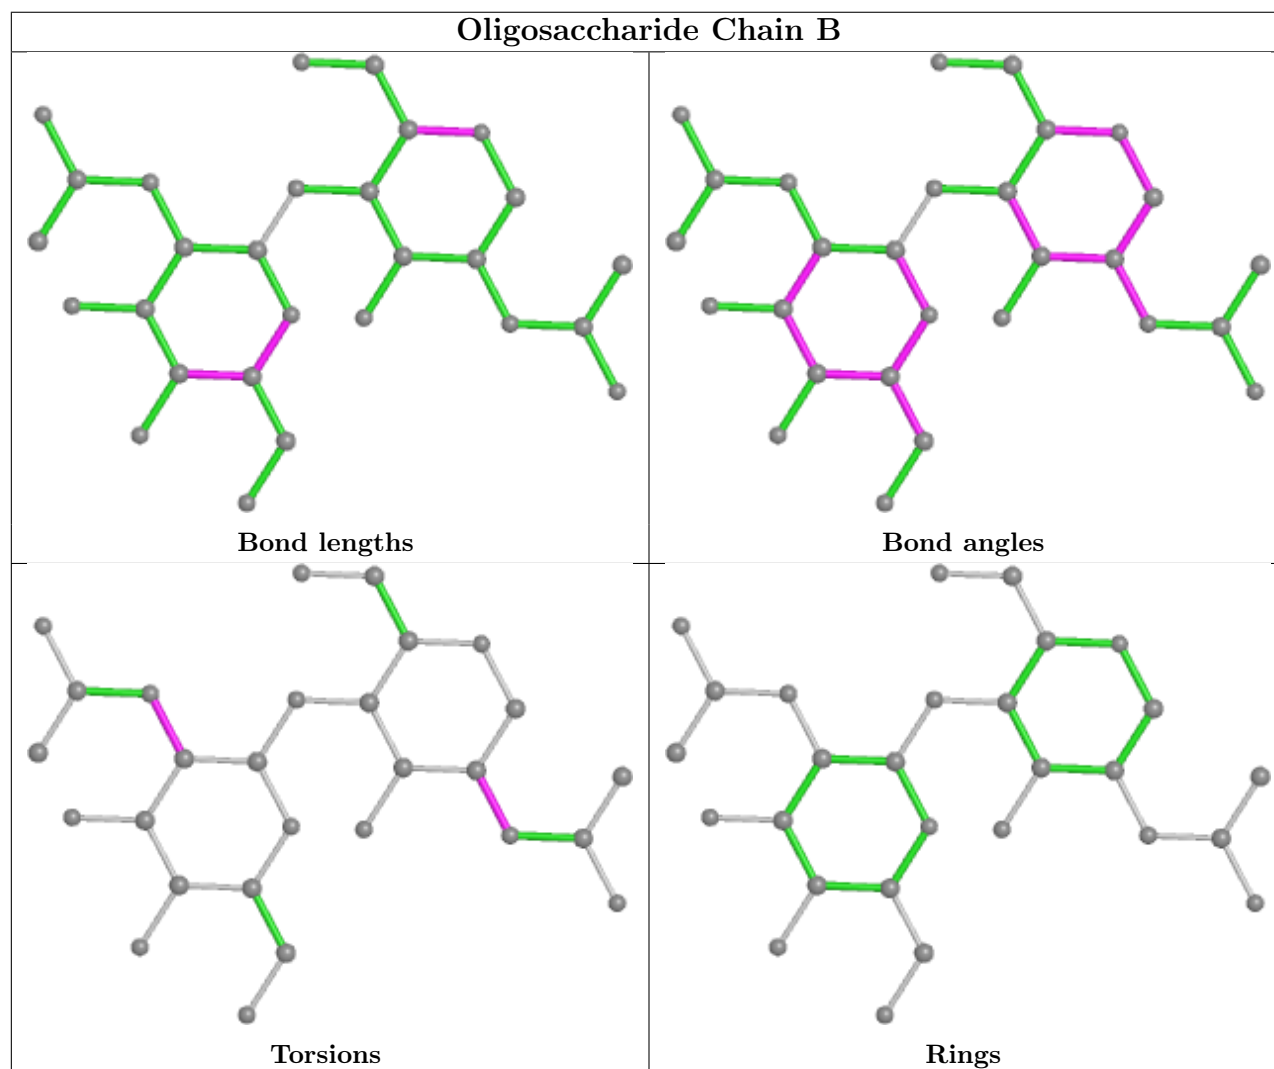 Oligosaccharide Chain B
Bond lengths
Bond angles
Torsions
Rings